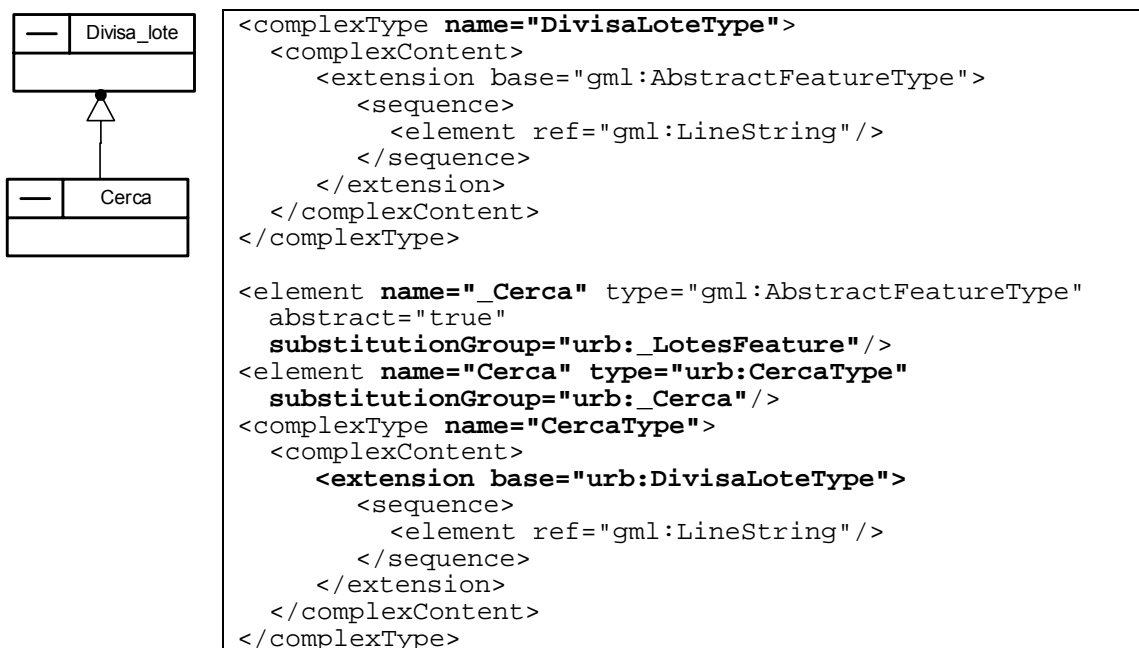 Divisa_lote
Cerca
<complexType name="DivisaLoteType">
  <complexContent>
    <extension base="gml:AbstractFeatureType">
      <sequence>
        <element ref="gml:LineString"/>
      </sequence>
    </extension>
  </complexContent>
</complexType>
<element name="_Cerca" type="gml:AbstractFeatureType"
  abstract="true"
  substitutionGroup="urb:_LotesFeature"/>
<element name="Cerca" type="urb:CercaType"
  substitutionGroup="urb:_Cerca"/>
<complexType name="CercaType">
  <complexContent>
    <extension base="urb:DivisaLoteType">
      <sequence>
        <element ref="gml:LineString"/>
      </sequence>
    </extension>
  </complexContent>
</complexType>